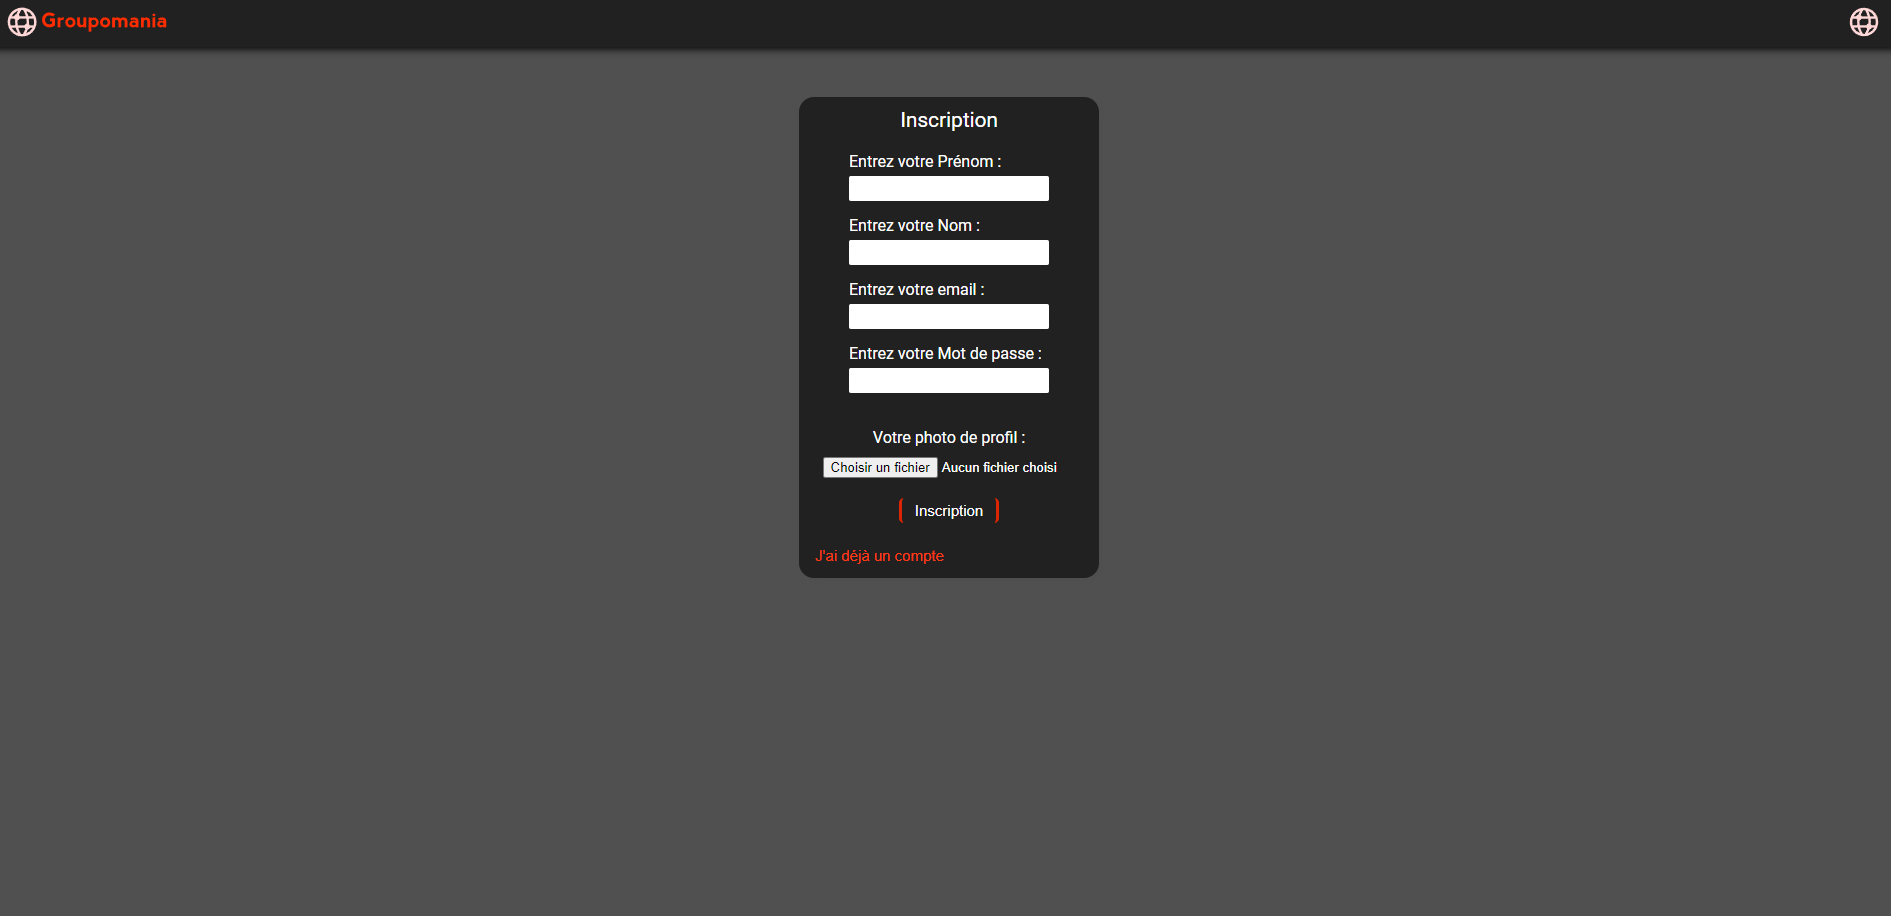 Groupomania
Inscription
Entrez votre Prénom :
Entrez votre Nom :
Entrez votre email :
Entrez votre Mot de passe :
Votre photo de profil :
Choisir un fichier Aucun fichier choisi
Inscription
J'ai déjà un compte